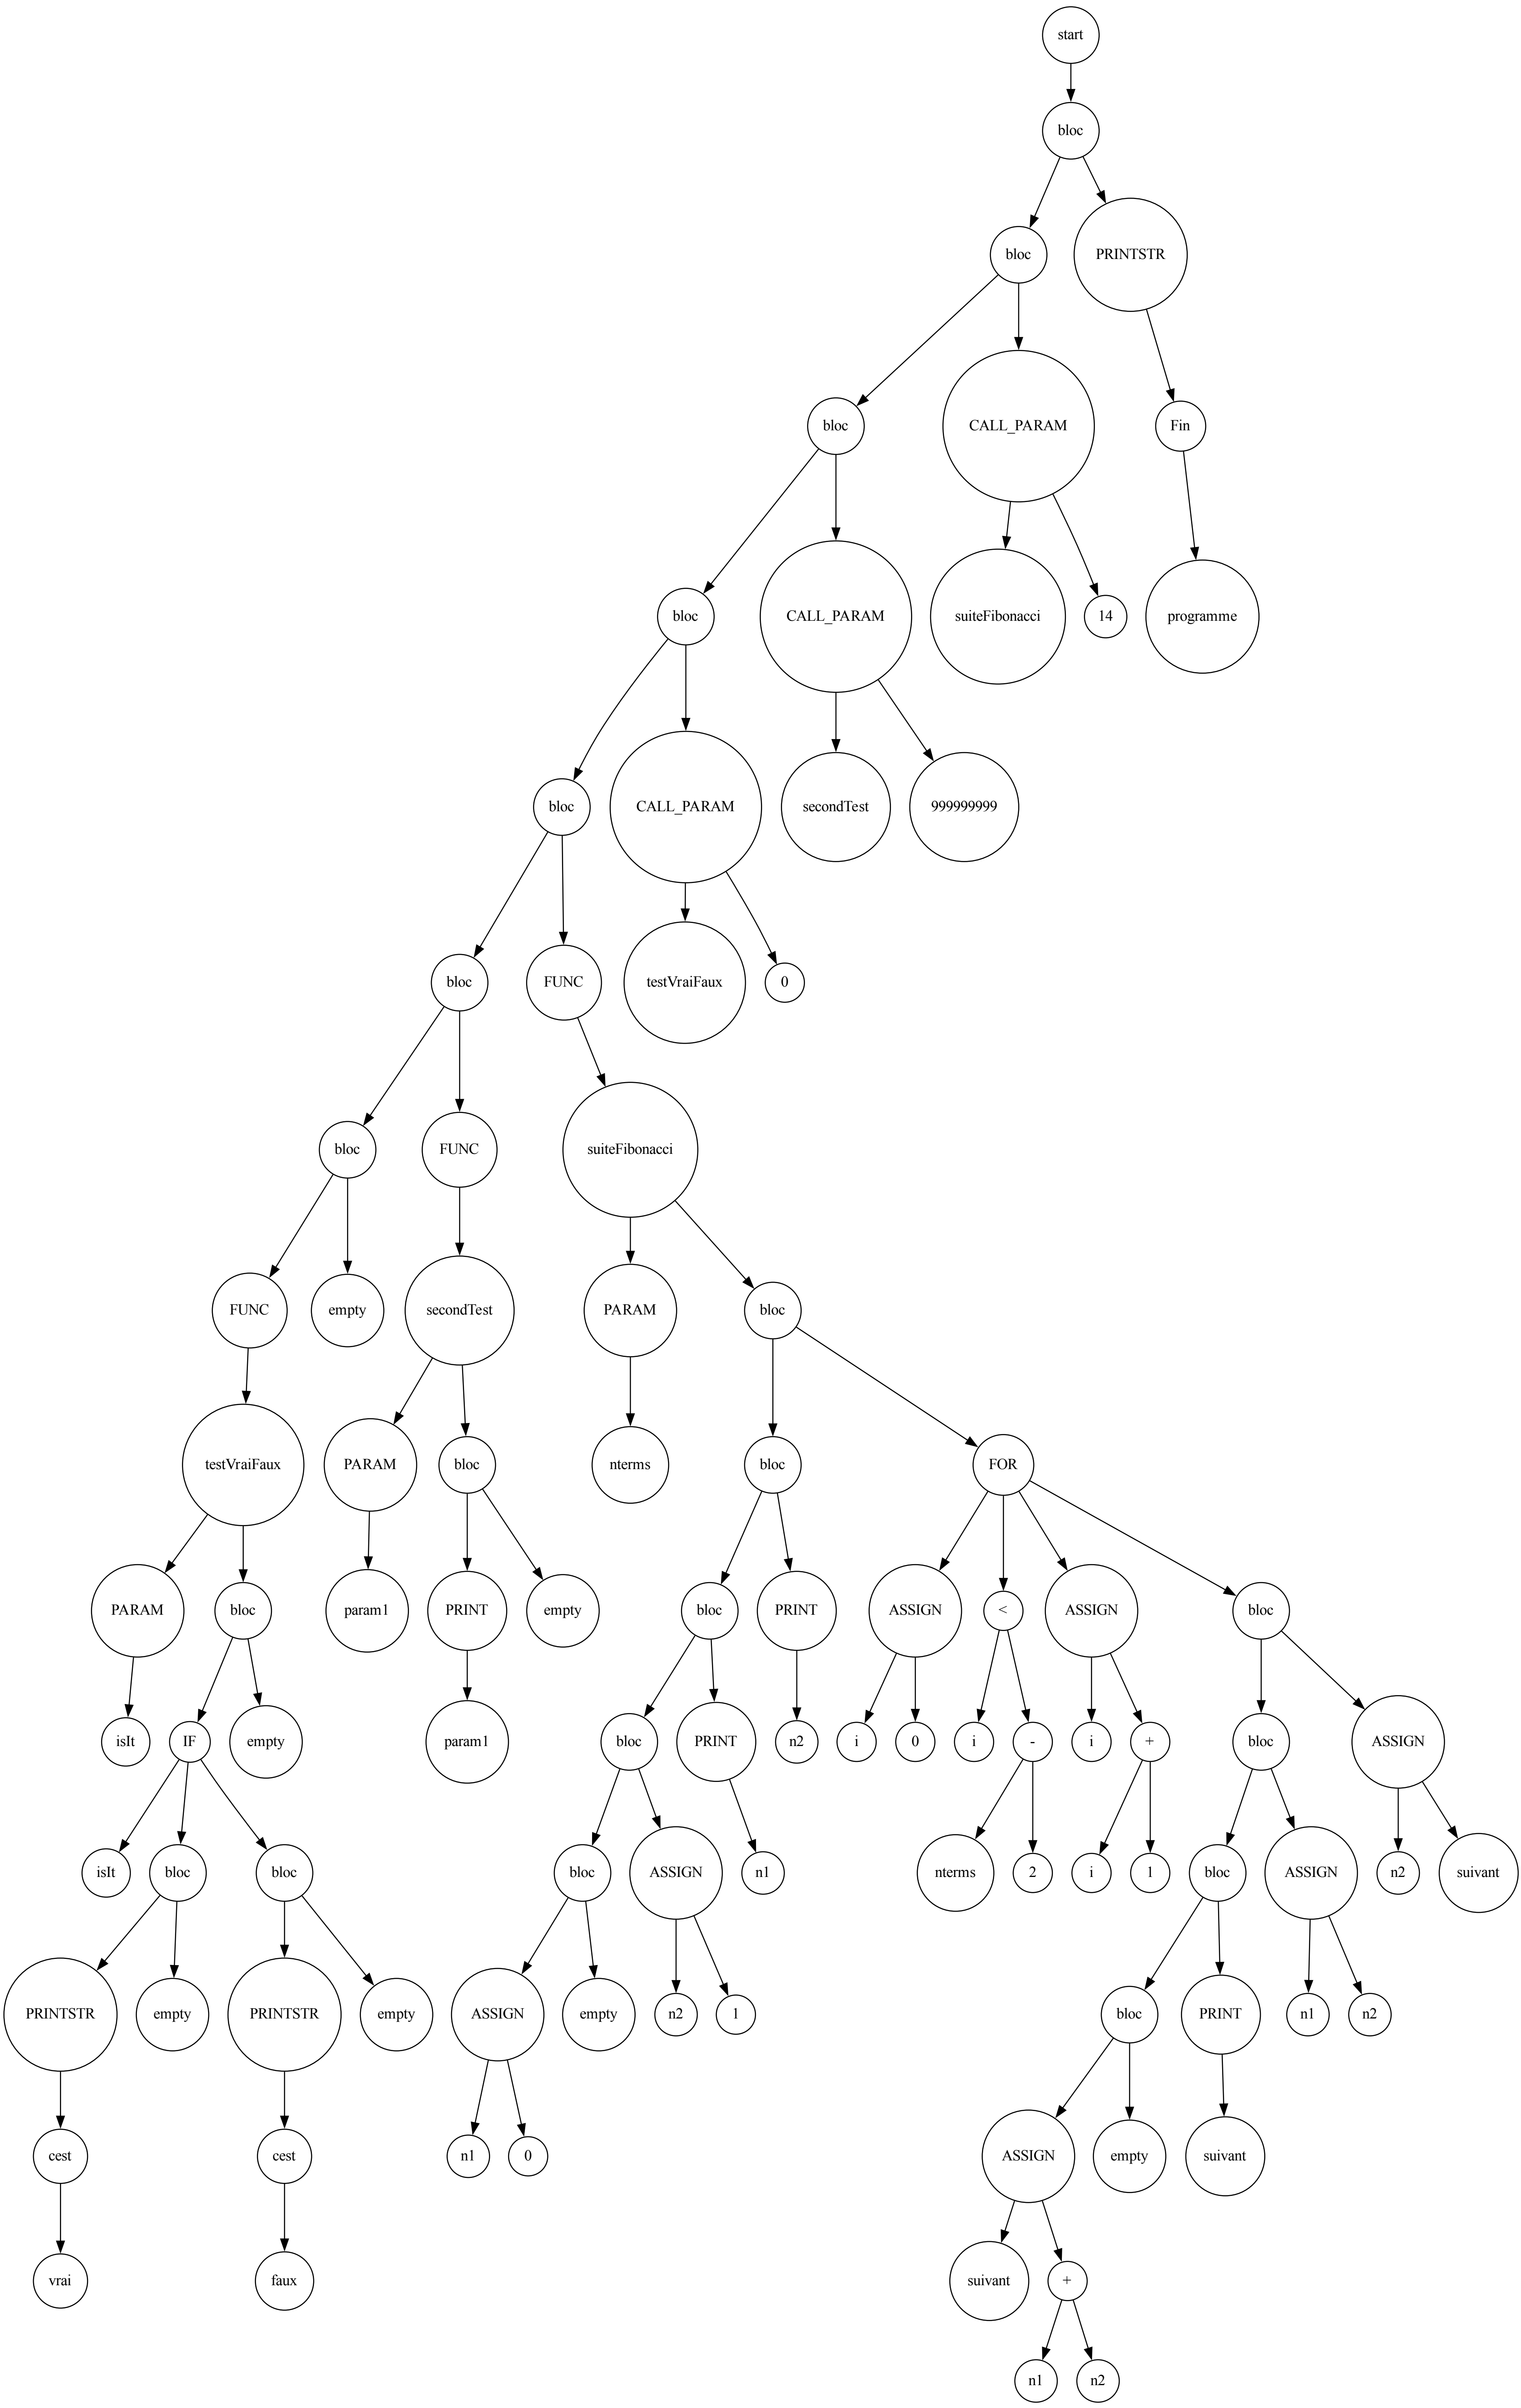 start
bloc
bloc
PRINTSTR
bloc
CALL_PARAM
Fin
bloc
CALL_PARAM
suiteFibonacci
14
programme
bloc
CALL_PARAM
secondTest
999999999
bloc
FUNC
testVraiFaux
0
bloc
FUNC
suiteFibonacci
FUNC
empty
secondTest
PARAM
bloc
testVraiFaux
PARAM
bloc
nterms
bloc
FOR
PARAM
bloc
param1
PRINT
empty
bloc
PRINT
ASSIGN
<
ASSIGN
bloc
isIt
IF
empty
param1
bloc
PRINT
n2
i
0
i
-
i
+
bloc
ASSIGN
isIt
bloc
bloc
bloc
ASSIGN
n1
nterms
2
i
1
bloc
ASSIGN
n2
suivant
PRINTSTR
empty
PRINTSTR
empty
ASSIGN
empty
n2
1
bloc
PRINT
n1
n2
cest
cest
n1
0
ASSIGN
empty
suivant
vrai
faux
suivant
+
n1
n2